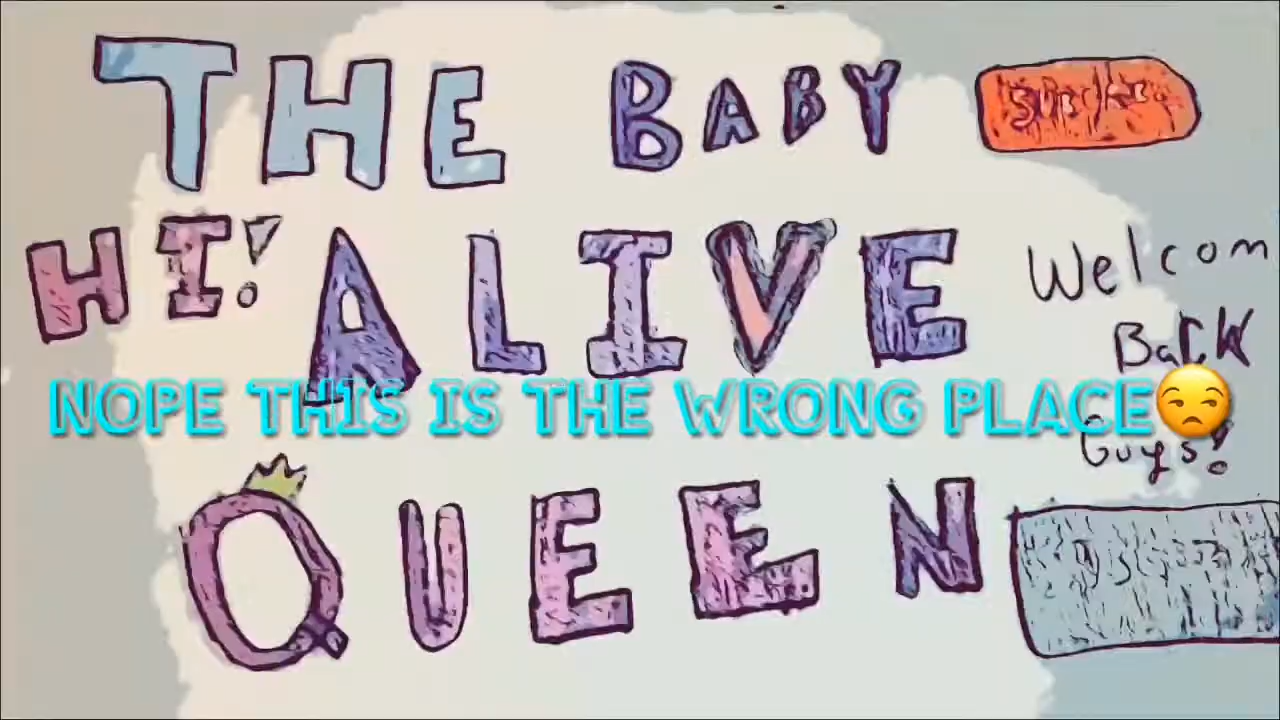 THE BABY
HI! ALIVE
Welcom
Back
NOPE THIS IS THE WRONG PLACE😒
Guys!
QUEEN